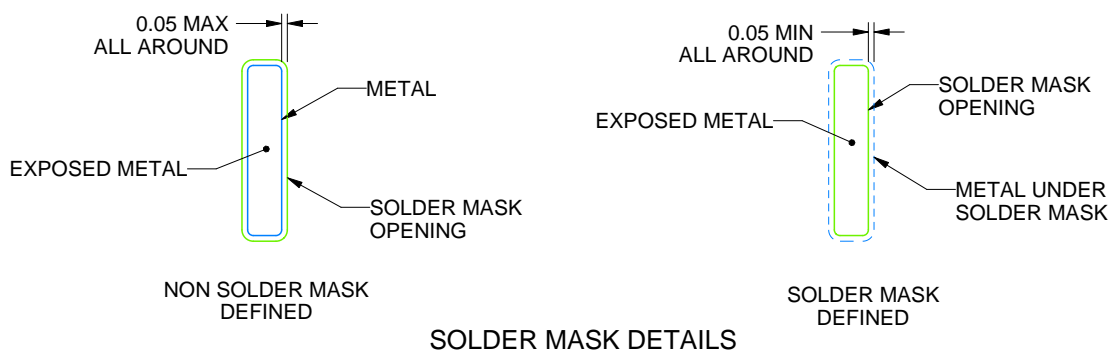 0.05 MAX
ALL AROUND
METAL
EXPOSED METAL
SOLDER MASK
OPENING
NON SOLDER MASK
DEFINED
0.05 MIN
ALL AROUND
SOLDER MASK
OPENING
EXPOSED METAL
METAL UNDER
SOLDER MASK
SOLDER MASK
DEFINED
SOLDER MASK DETAILS